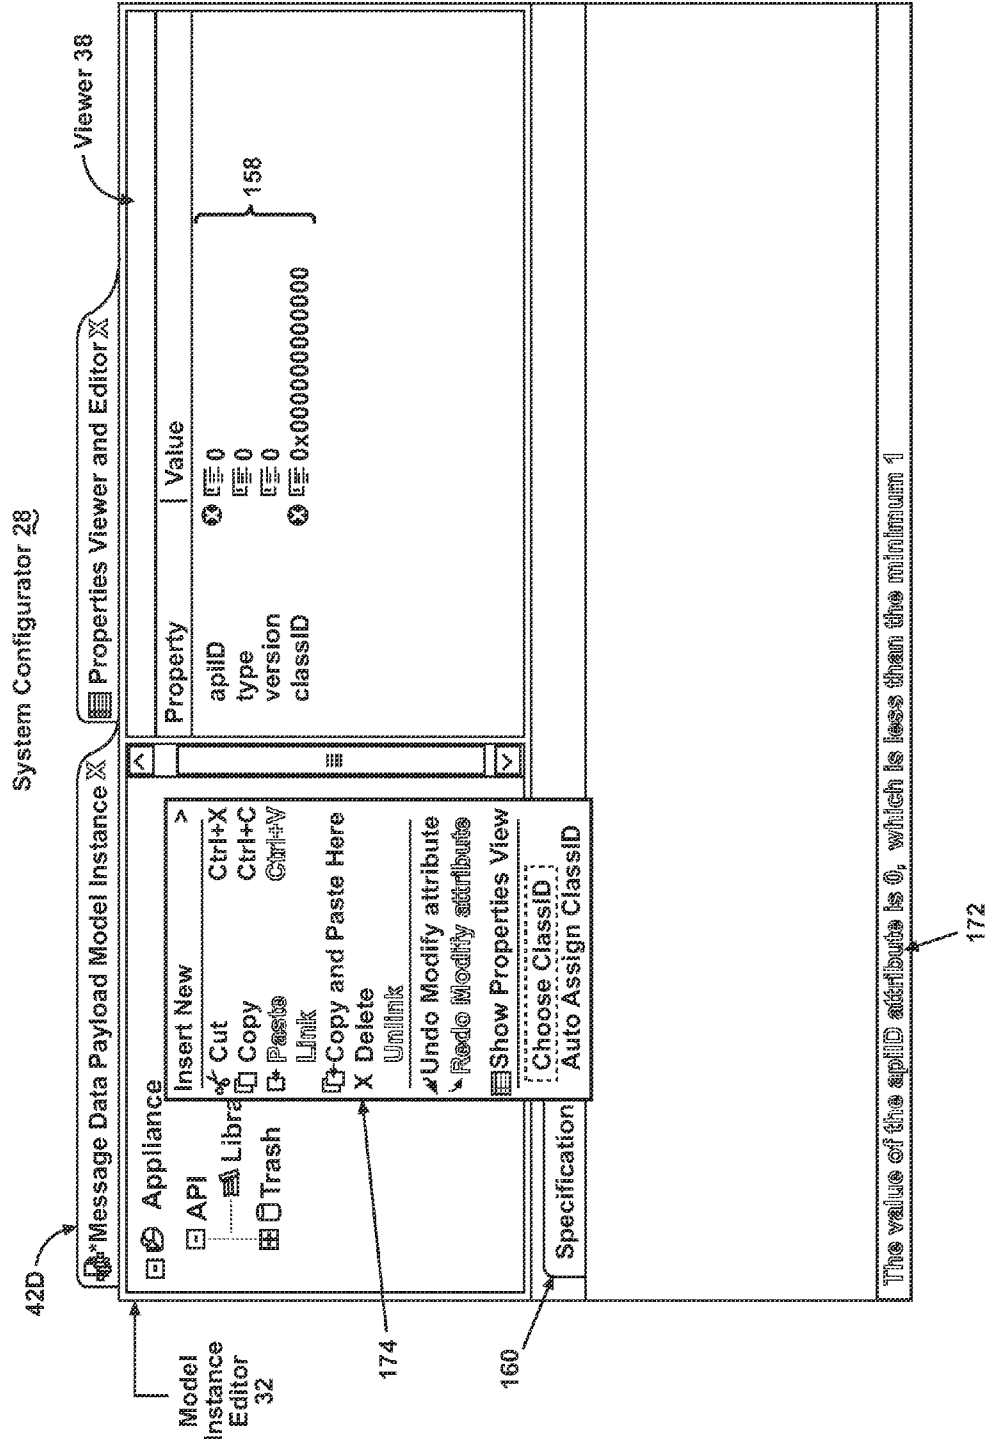 System Configurator 28
42D
*Message Data Payload Model Instance X
Properties Viewer and Editor X
Viewer 38
Model
Instance
Editor
32
Appliance
API
Libra
Trash
Insert New >
Cut Ctrl+X
Copy Ctrl+C
Paste Ctrl+V
Link
Copy and Paste Here
X Delete
Unlink
Undo Modify attribute
Redo Modify attribute
Show Properties View
Choose ClassID
Auto Assign ClassID
Property | Value
apiID 0
type 0
version 0
classID 0x000000000000
158
174
160
Specification
The value of the apiID attribute is 0, which is less than the minimum 1
172